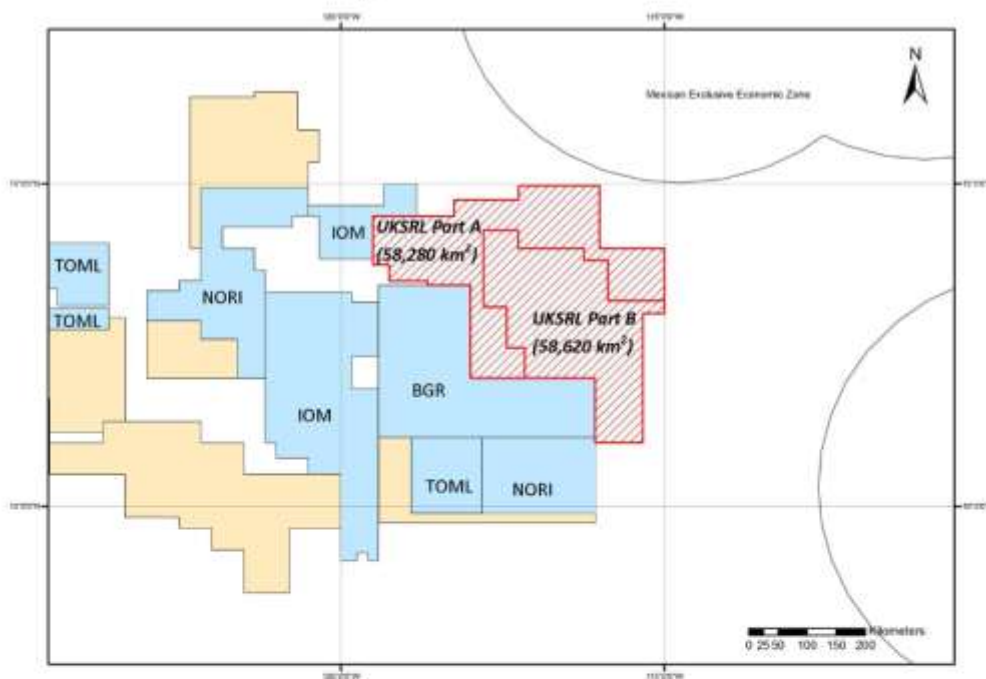 N
Mexican Exclusive Economic Zone
UKSRL Part A
(58,280 km²)
IOM
TOML
NORI
TOML
UKSRL Part B
(58,620 km²)
BGR
IOM
TOML
NORI
Kilometers
0 25 50 100 150 200